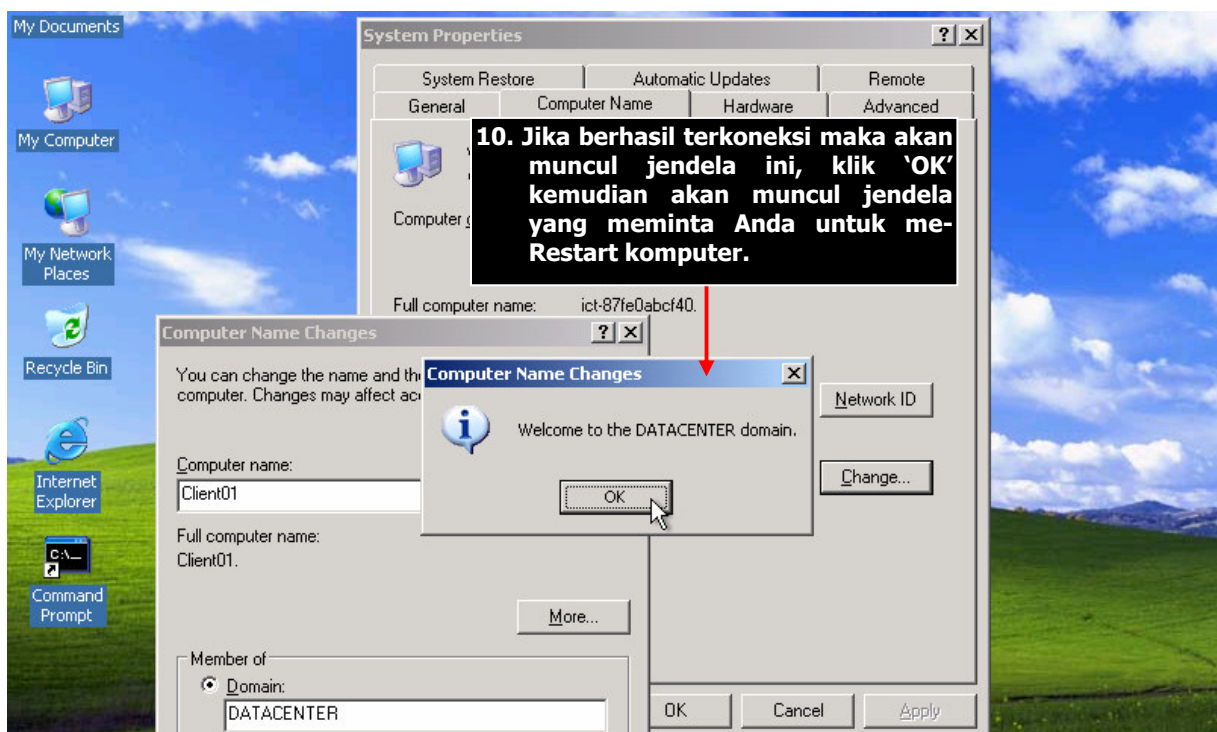 My Documents
My Computer
My Network
Places
Recycle Bin
Internet
Explorer
C:\_
Command
Prompt
System Properties
System Restore
Automatic Updates
Remote
General
Computer Name
Hardware
Advanced
10. Jika berhasil terkoneksi maka akan
muncul jendela ini, klik ‘OK’
kemudian akan muncul jendela
yang meminta Anda untuk me-
Restart komputer.
Computer
Full computer name: ict-87fe0abcf40.
Network ID
Change...
OK
Cancel
Apply
Computer Name Changes
You can change the name and
computer. Changes may affect
Computer name:
Client01
Full computer name:
Client01.
More...
Member of
Domain:
DATACENTER
Computer Name Changes
Welcome to the DATACENTER domain.
OK